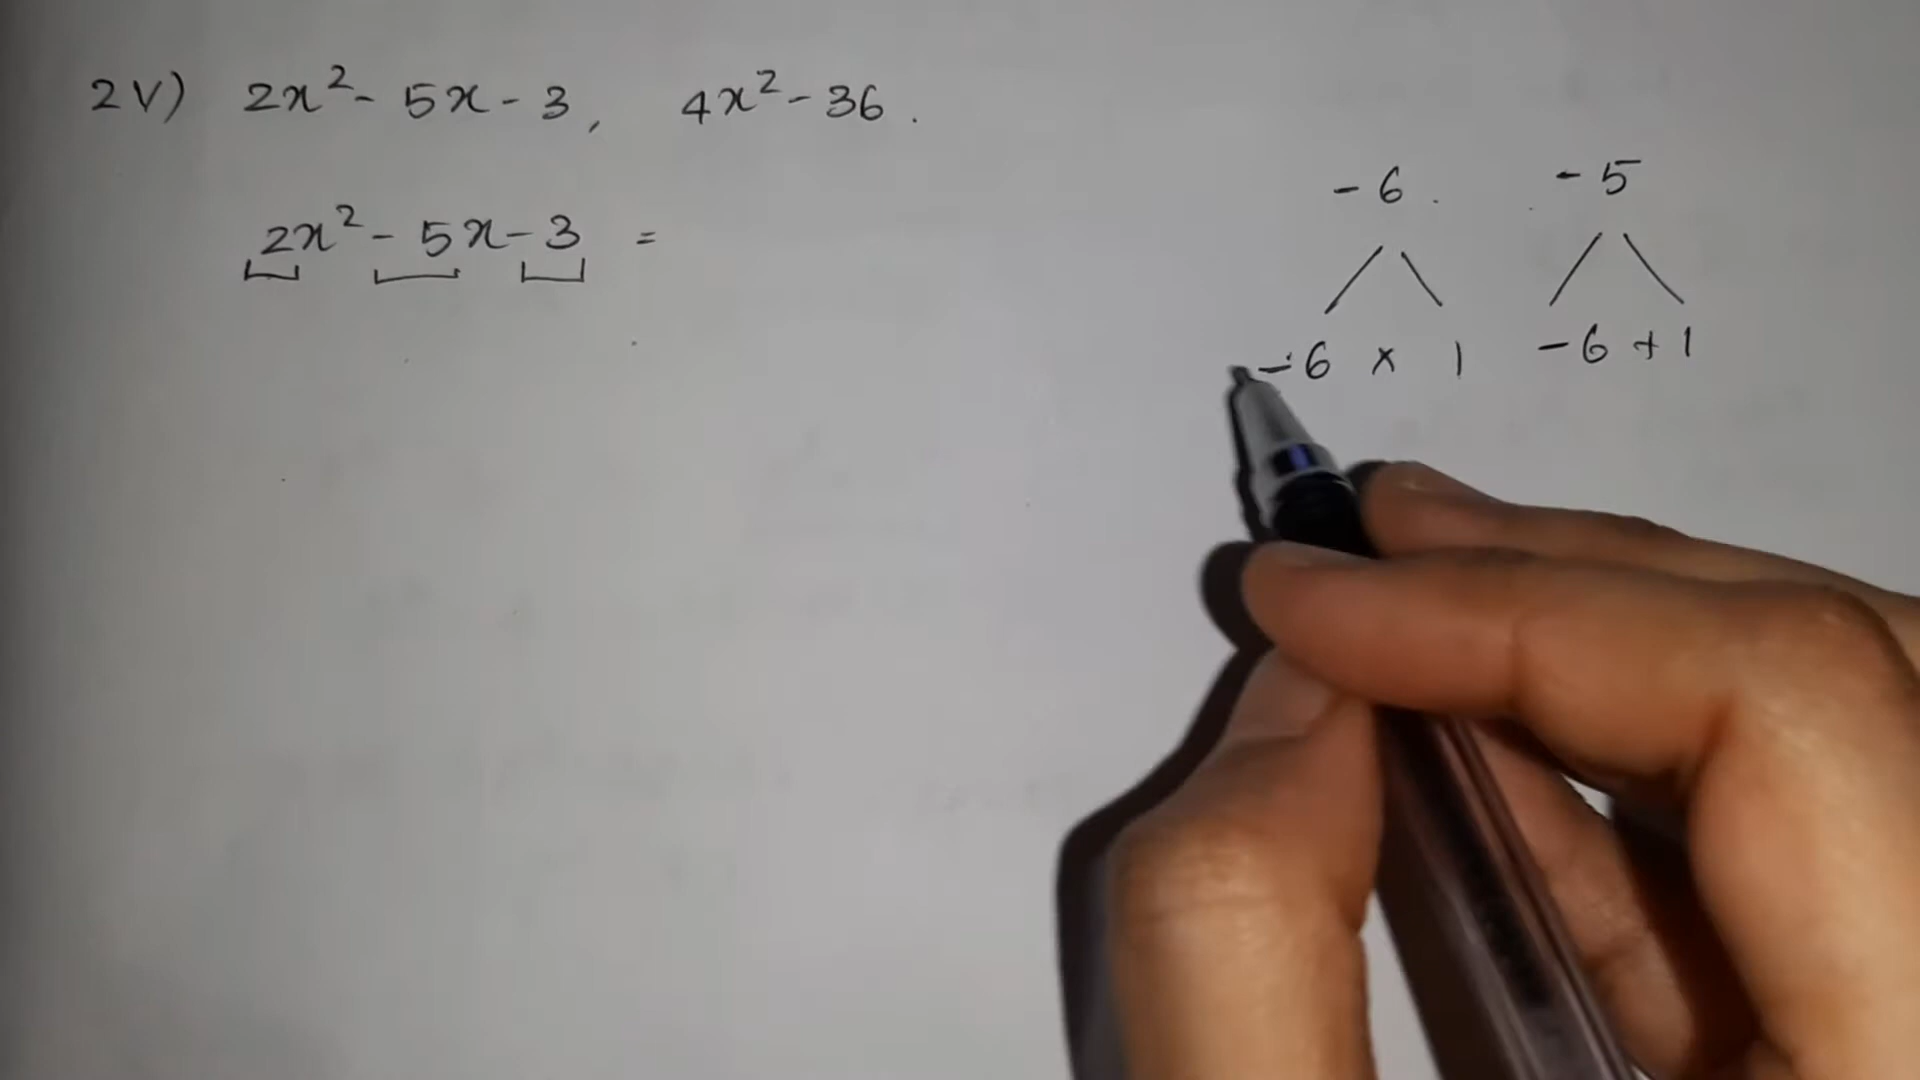 2V) 2x² - 5x - 3, 4x² - 36.
2x² - 5x - 3 =
-6. -5
-6 × 1 -6 + 1